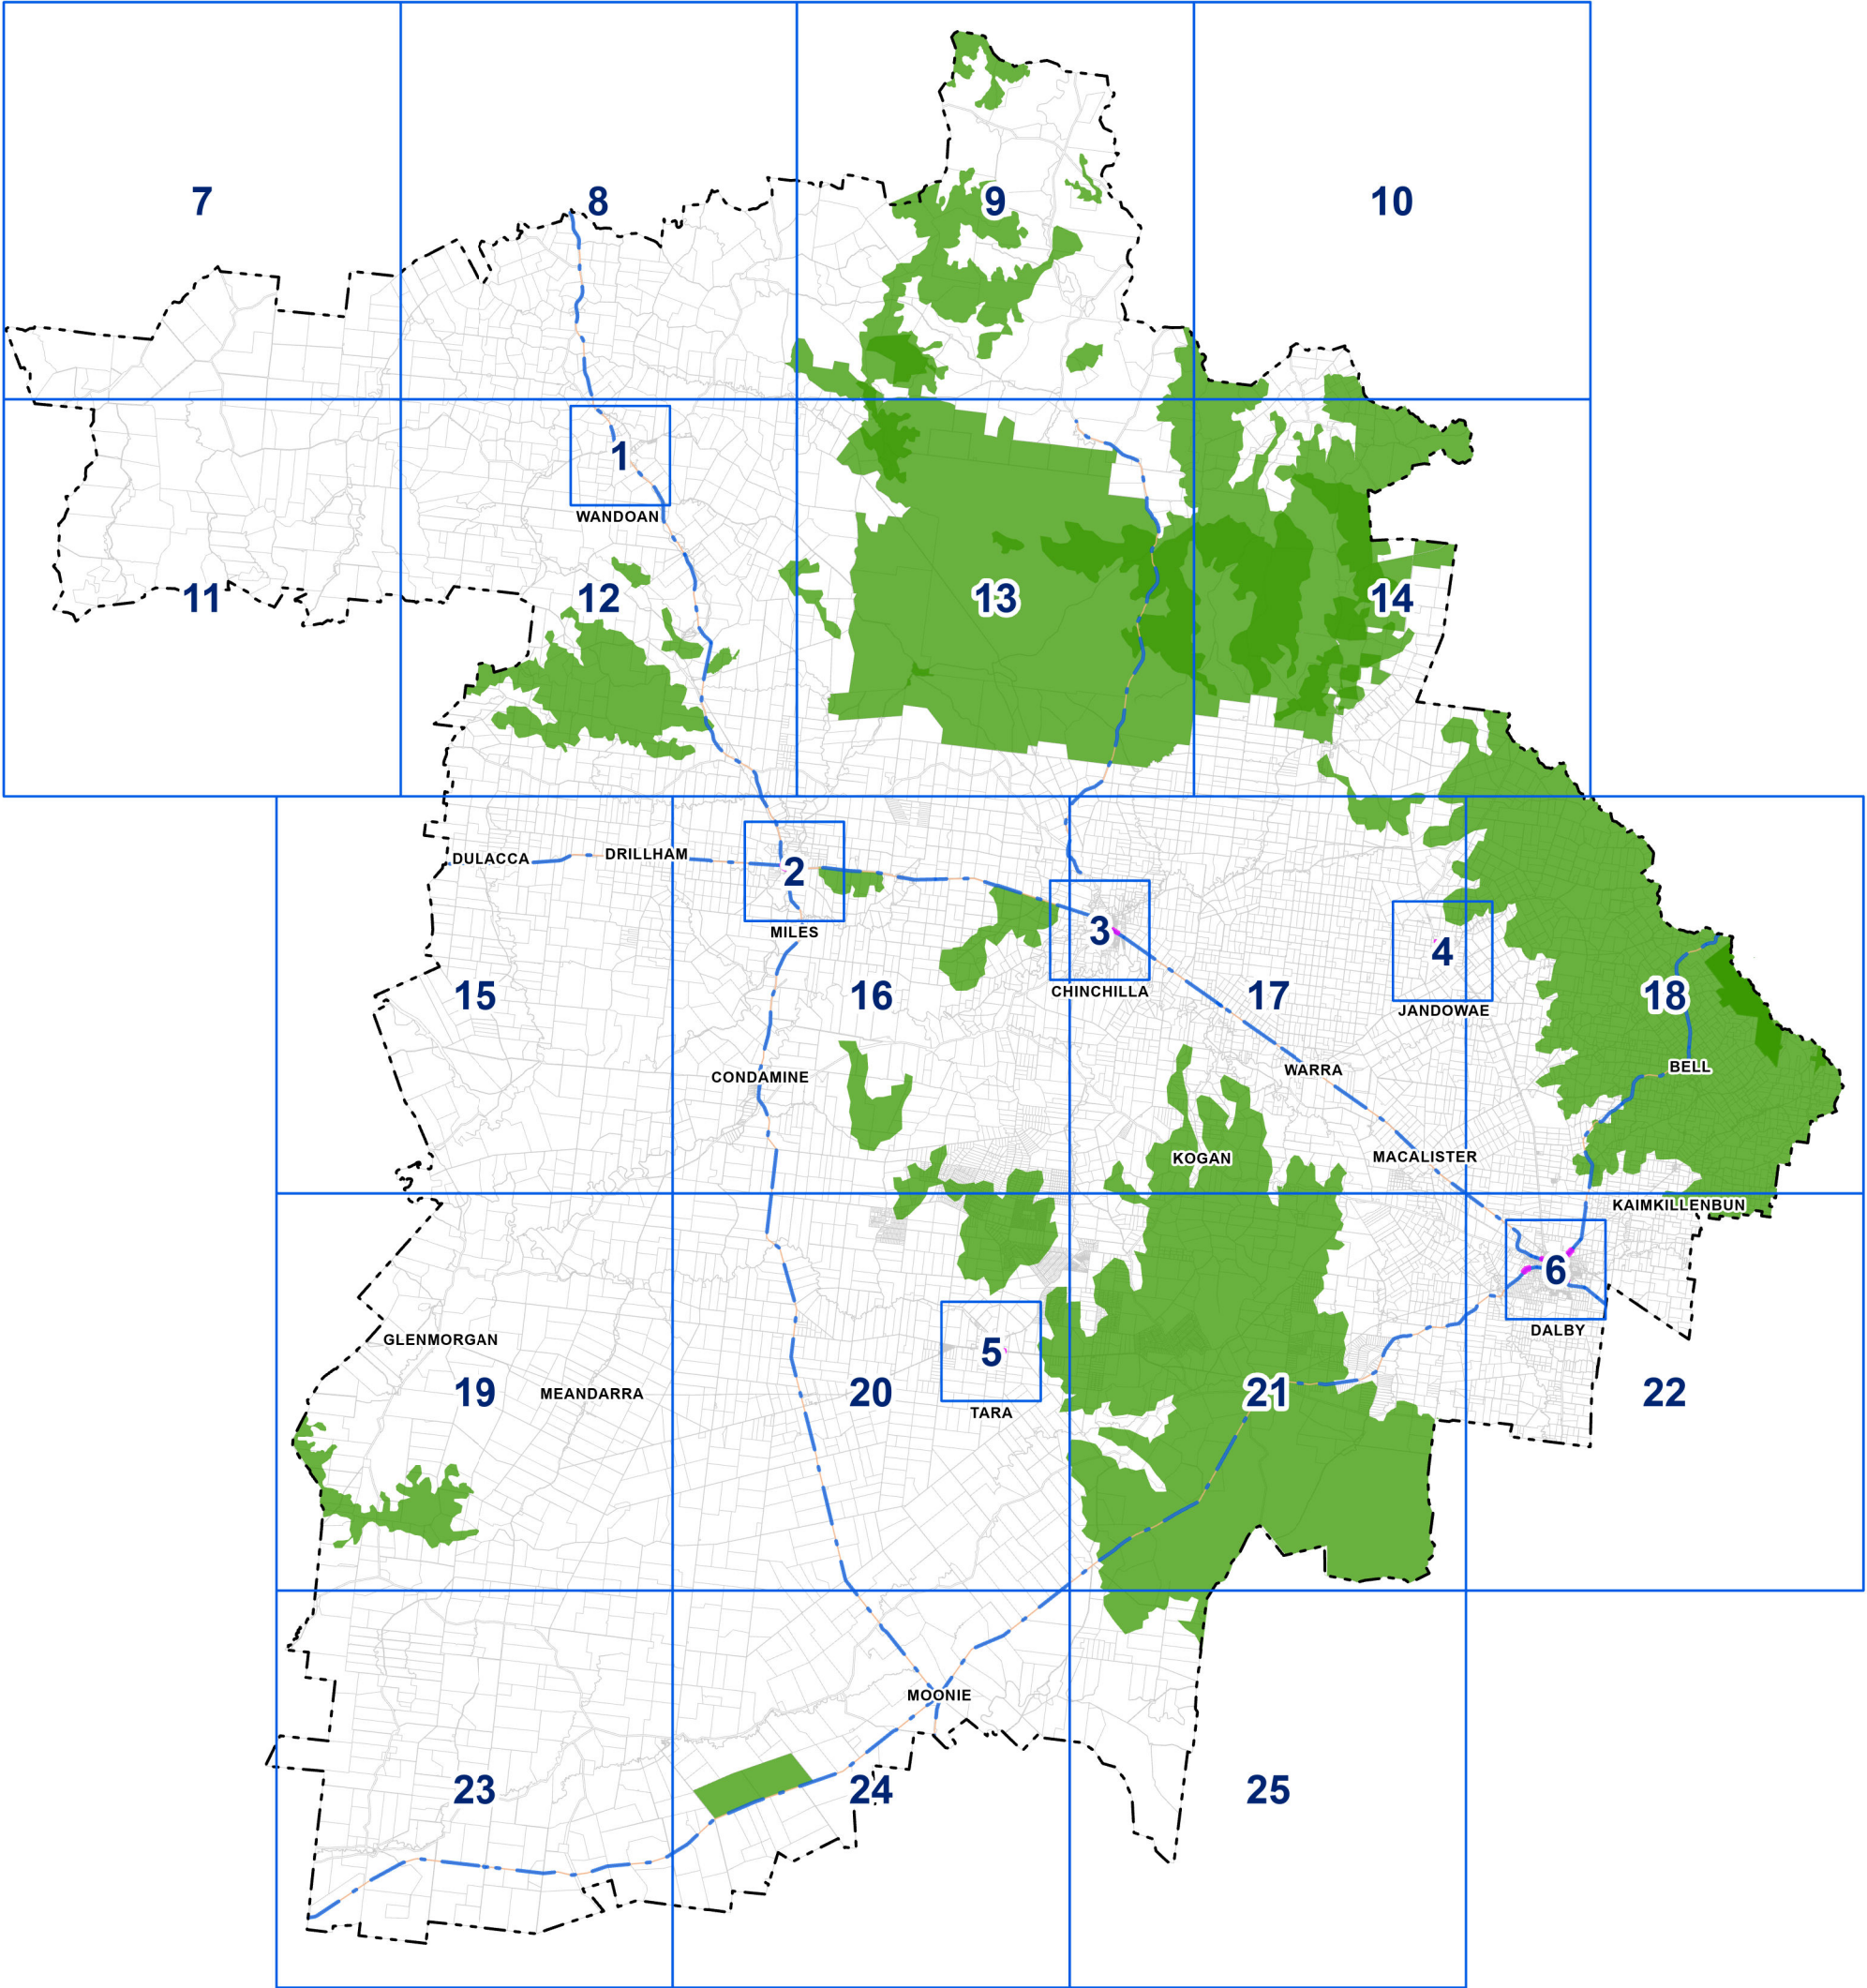 7
8
9
10
1
WANDOAN
11
12
13
14
DULACCA
DRILLHAM
2
MILES
3
CHINCHILLA
4
JANDOWAE
15
16
17
18
CONDAMINE
WARRA
BELL
KOGAN
MACALISTER
KAIMKILLENBUN
6
DALBY
GLENMORGAN
5
TARA
19
MEANDARRA
20
21
22
MOONIE
23
24
25